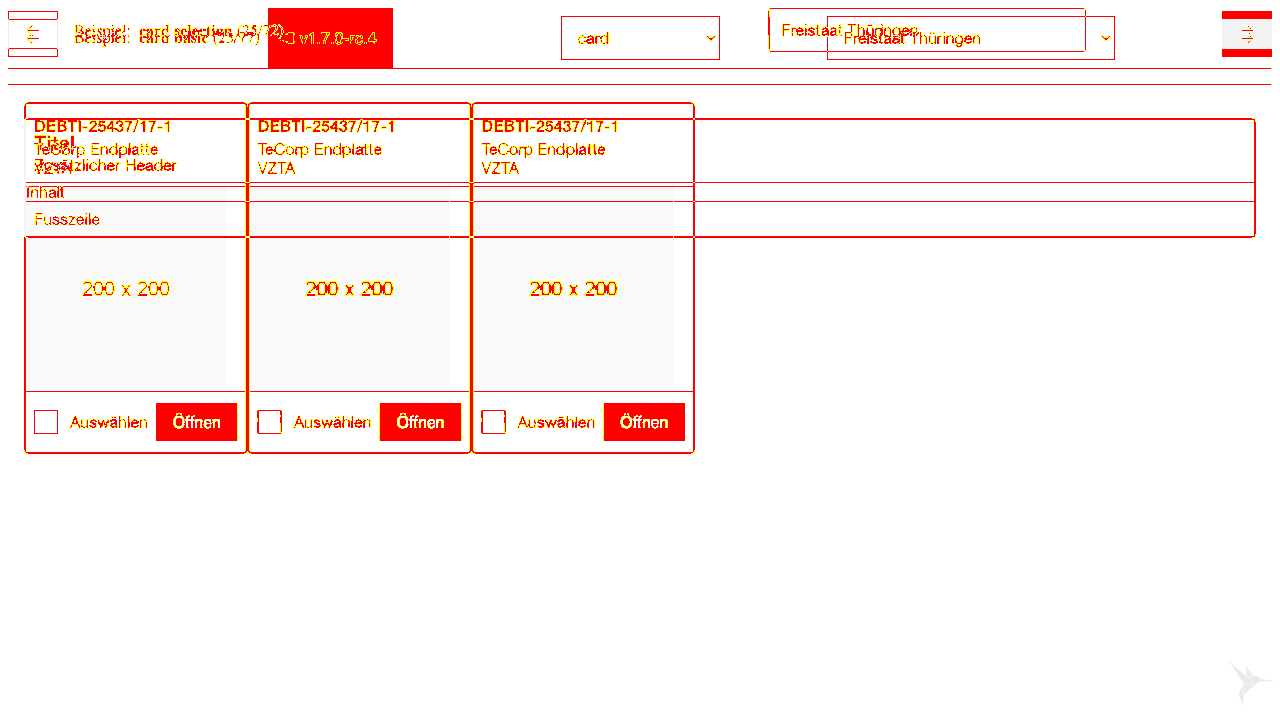 Beispiel: card selection (25/72)
Beispiel: card basic (25/77)
v1.7.0-rc.4
card
Freistaat Thüringen
Freistaat Thüringen
DEBTI-25437/17-1
DEBTI-25437/17-1
DEBTI-25437/17-1
Titel
TeCorp Endplatte
TeCorp Endplatte
TeCorp Endplatte
Zusätzlicher Header
VZTA
VZTA
VZTA
Inhalt
Fusszeile
200 x 200
200 x 200
200 x 200
Auswählen
Öffnen
Auswählen
Öffnen
Auswählen
Öffnen